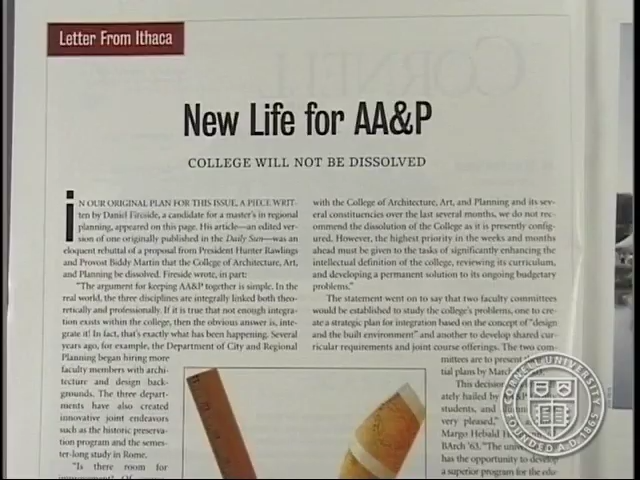 Letter From Ithaca
New Life for AA&P
COLLEGE WILL NOT BE DISSOLVED
iN OUR ORIGINAL PLAN FOR THIS ISSUE, A PIECE WRIT-
ten by Daniel Fireside, a candidate for a master's in regional
planning, appeared on this page. His article—an edited ver-
sion of one originally published in the Daily Sun—was an
eloquent rebuttal of a proposal from President Hunter Rawlings
and Provost Biddy Martin that the College of Architecture, Art,
and Planning be dissolved. Fireside wrote, in part:
"The argument for keeping AA&P together is simple. In the
real world, the three disciplines are integrally linked both theo-
retically and professionally. If it is true that not enough integra-
tion exists within the college, then the obvious answer is, inte-
grate it! In fact, that's exactly what has been happening. Several
years ago, for example, the Department of City and Regional
Planning began hiring more
faculty members with archi-
tecture and design back-
grounds. The three depart-
ments have also created
innovative joint endeavors
such as the historic preserva-
tion program and the semes-
ter-long study in Rome.
"Is there room for
with the College of Architecture, Art, and Planning and its sev-
eral constituencies over the last several months, we do not rec-
ommend the dissolution of the College as it is presently config-
ured. However, the highest priority in the weeks and months
ahead must be given to the tasks of significantly enhancing the
intellectual definition of the college, reviewing its curriculum,
and developing a permanent solution to its ongoing budgetary
problems."
The statement went on to say that two faculty committees
would be established to study the college's problems, one to cre-
ate a strategic plan for integration based on the concept of "design
and the built environment" and another to develop shared cur-
ricular requirements and joint course offerings. The two com-
mittees are to present
tial plans by March
This decision
ately hailed by
students, and
very pleased,"
Margo Hebald
BArch '63. "The
has the opportunity to
a superior program for the edu-
CORNELL UNIVERSITY
FOUNDED A.D. 1865